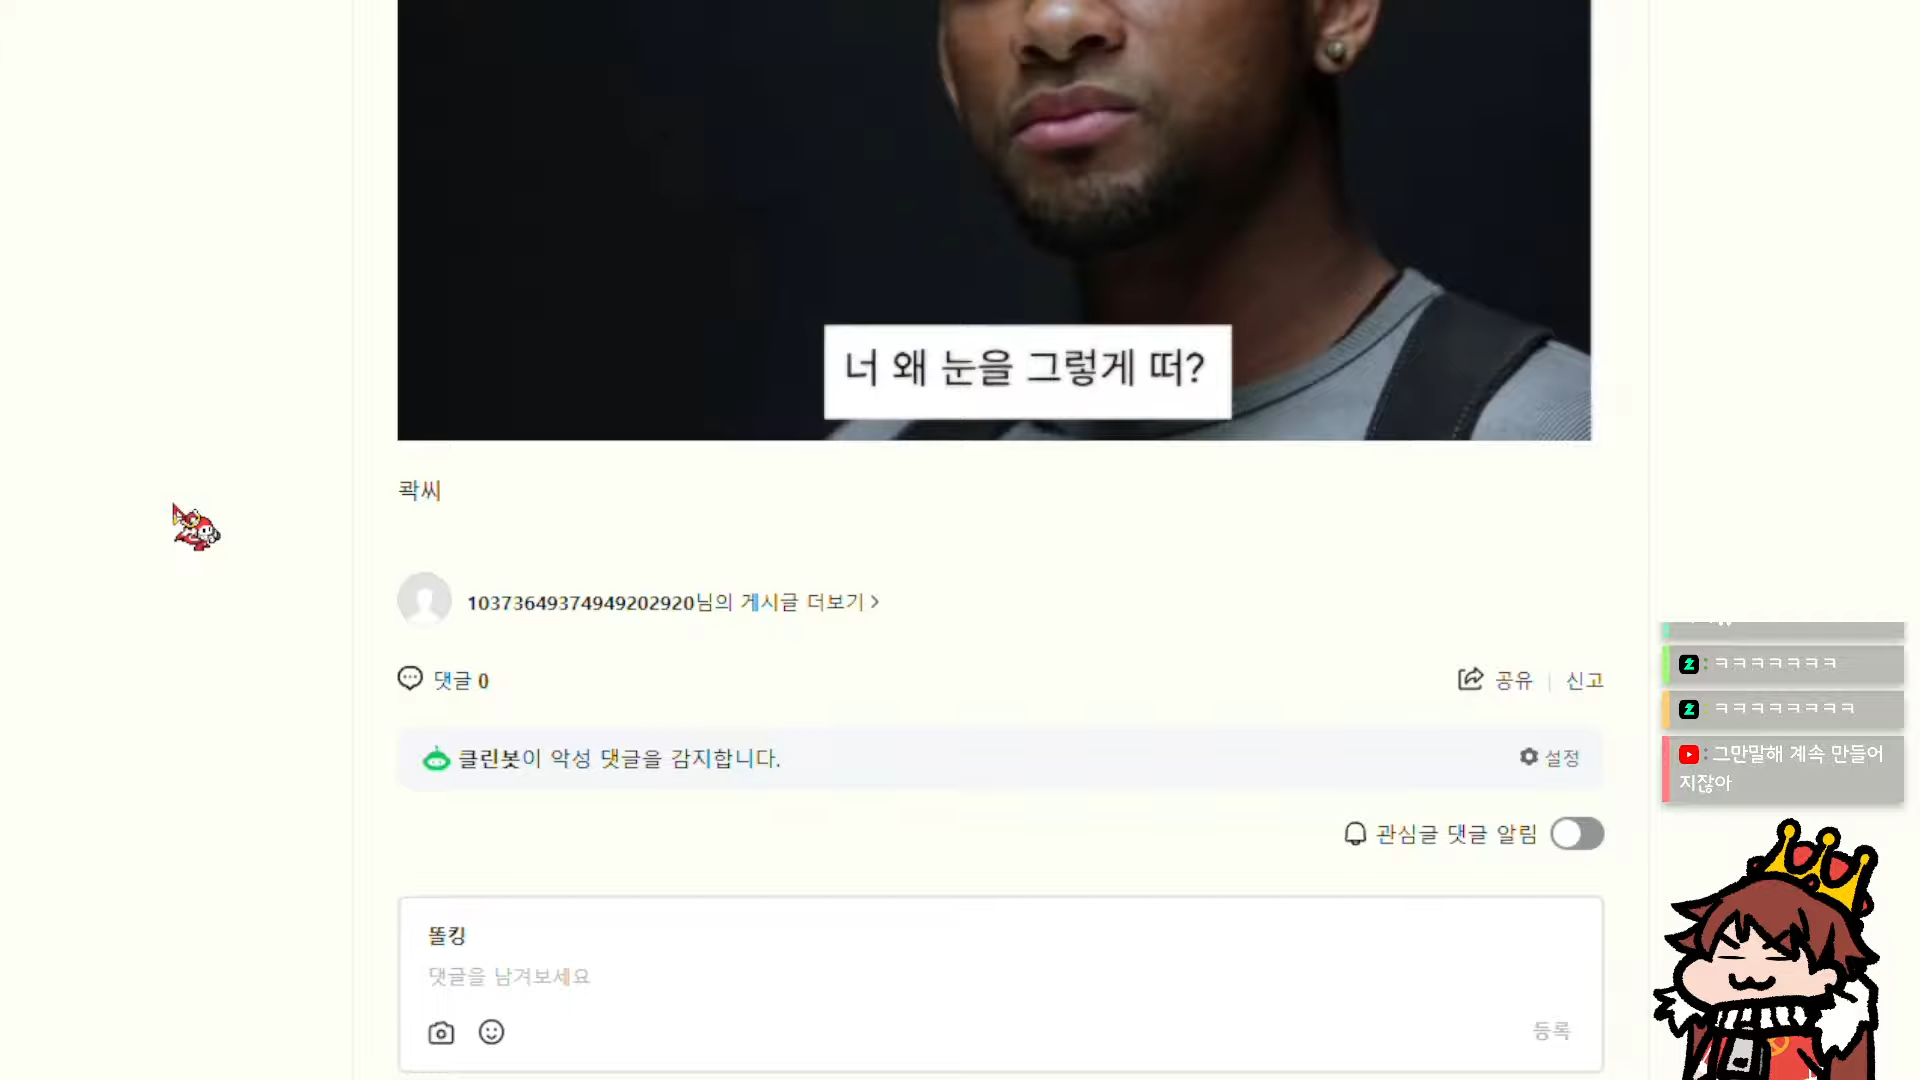 너 왜 눈을 그렇게 떠?
콱씨
10373649374949202920님의 게시글 더보기 >
댓글 0
공유 | 신고
클린봇이 악성 댓글을 감지합니다.
설정
관심글 댓글 알림
똘킹
댓글을 남겨보세요
등록
: ㅋㅋㅋㅋㅋㅋㅋ
ㅋㅋㅋㅋㅋㅋㅋㅋ
: 그만말해 계속 만들어
지잖아